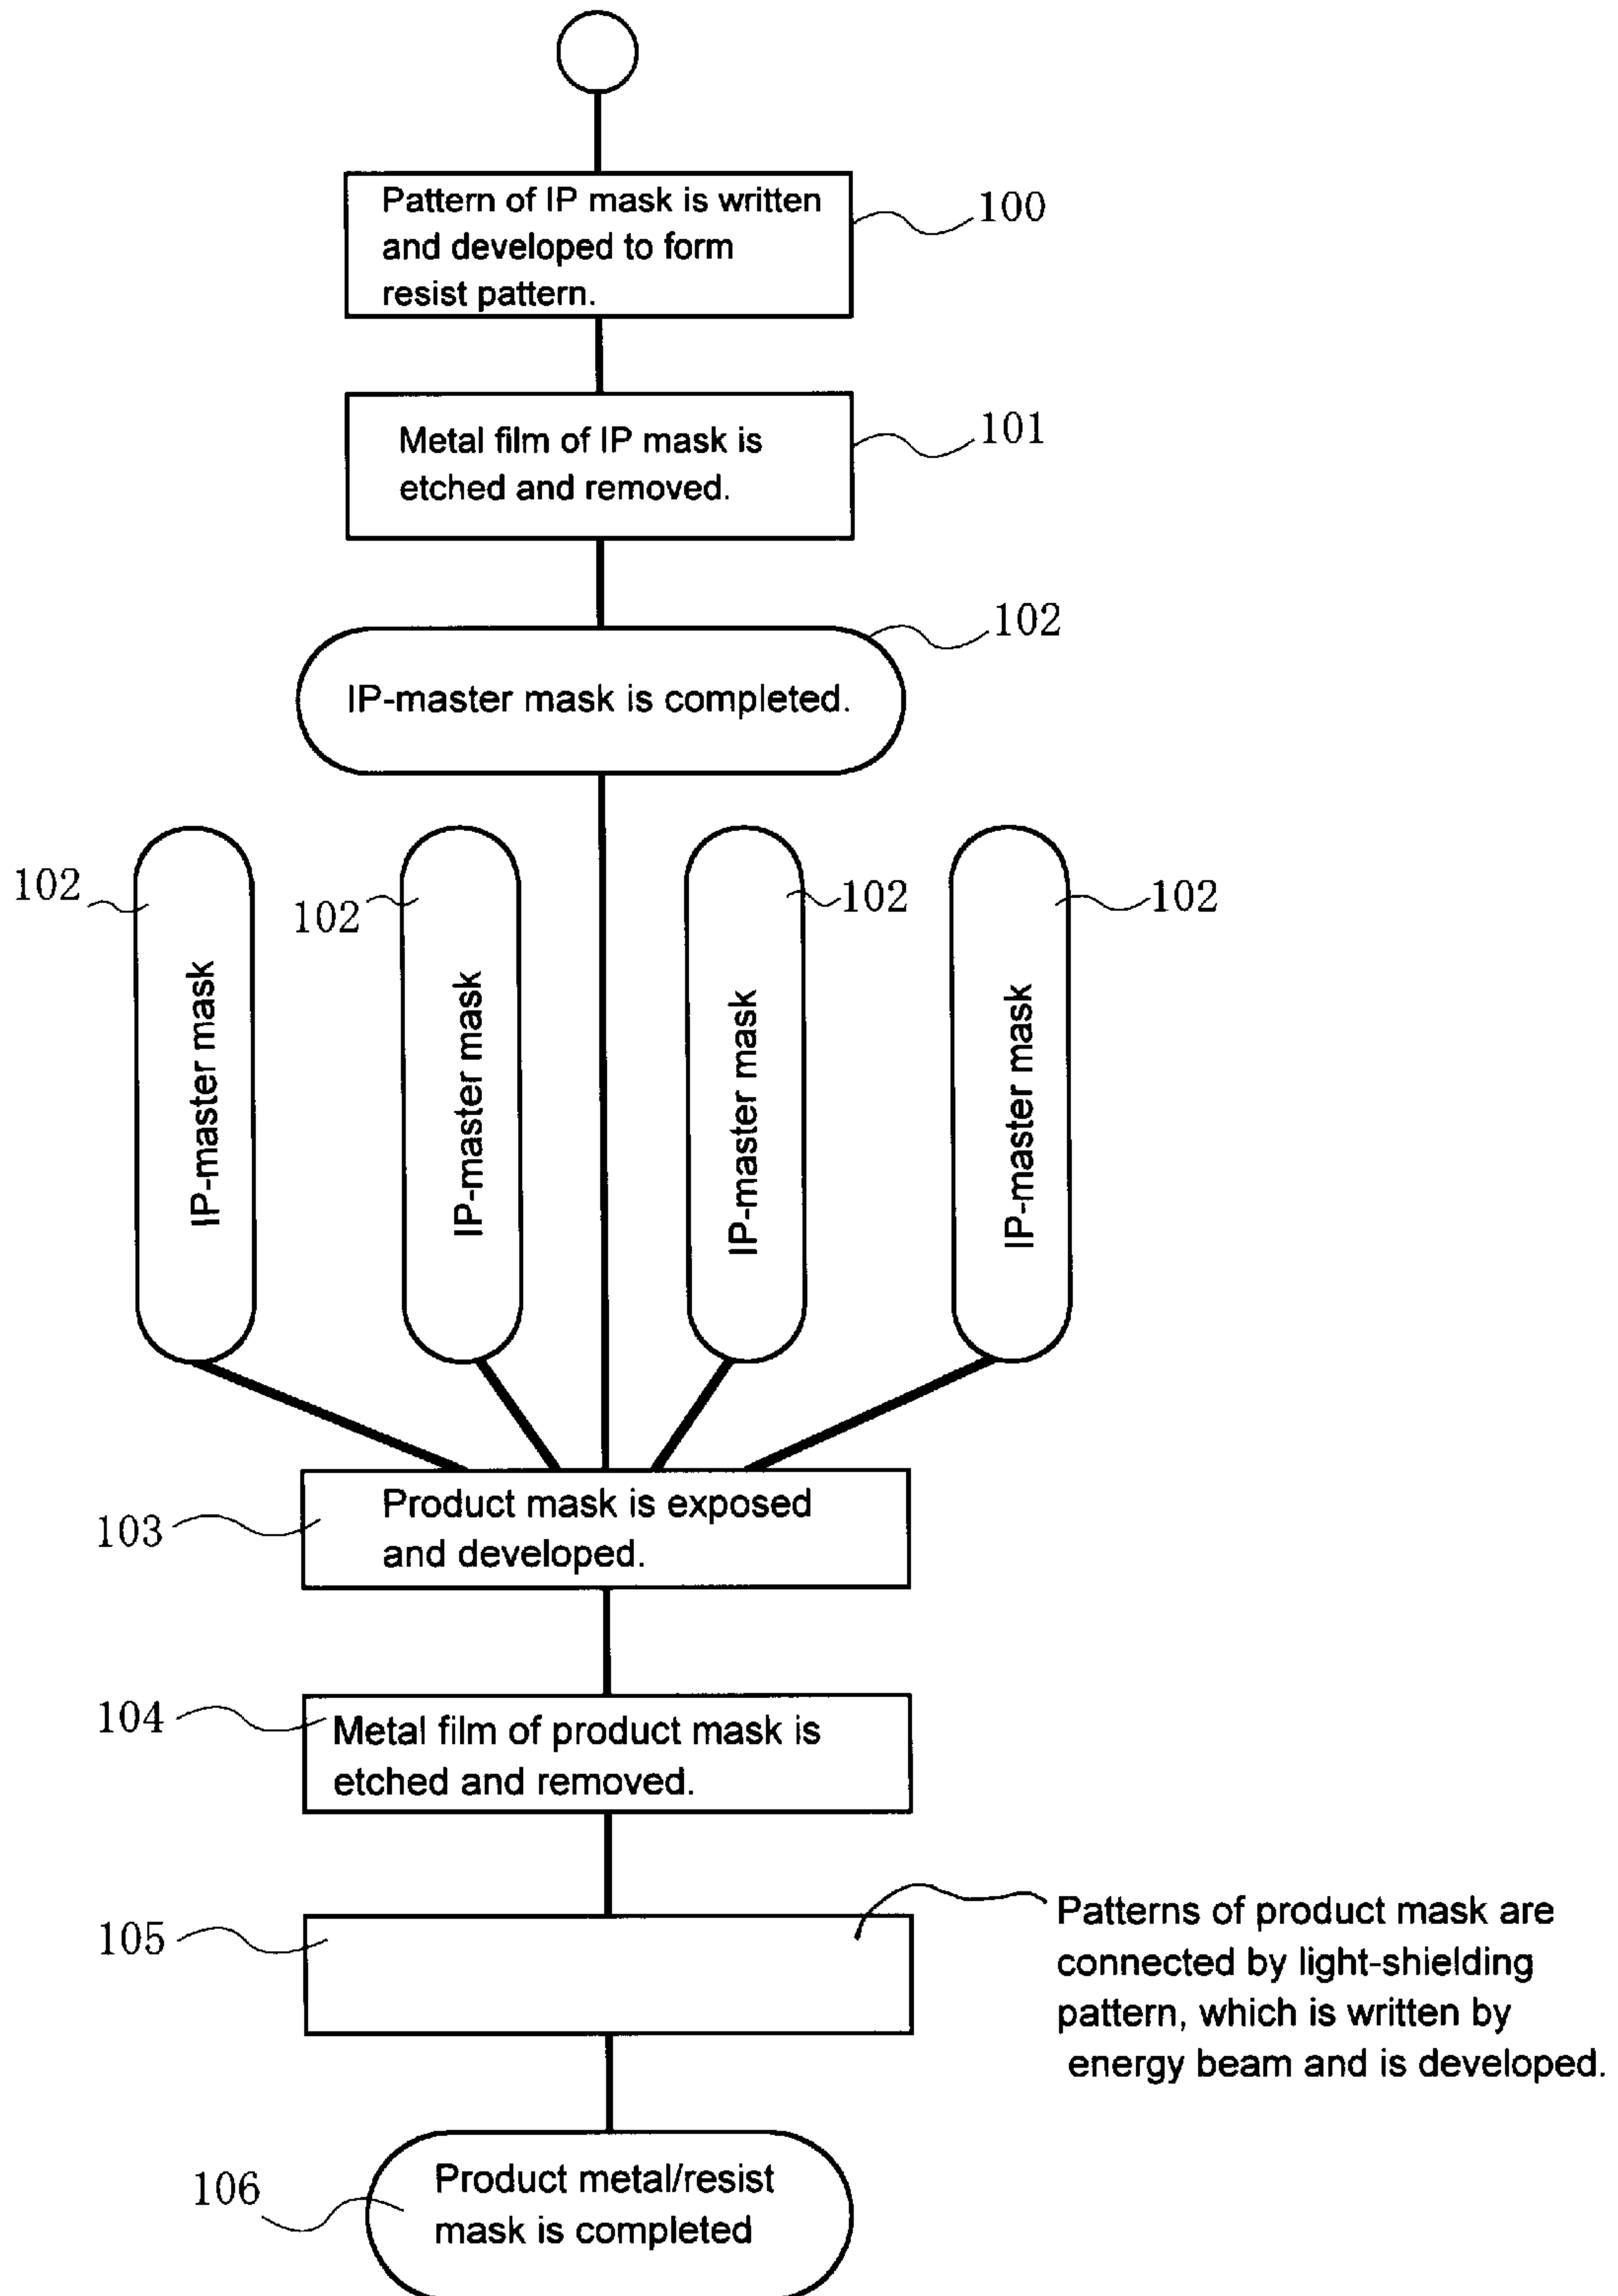 Pattern of IP mask is written
and developed to form
resist pattern.
100
Metal film of IP mask is
etched and removed.
101
102
IP-master mask is completed.
102
102
102
102
IP-master mask
IP-master mask
IP-master mask
IP-master mask
Product mask is exposed
and developed.
103
104
Metal film of product mask is
etched and removed.
105
Patterns of product mask are
connected by light-shielding
pattern, which is written by
energy beam and is developed.
106
Product metal/resist
mask is completed